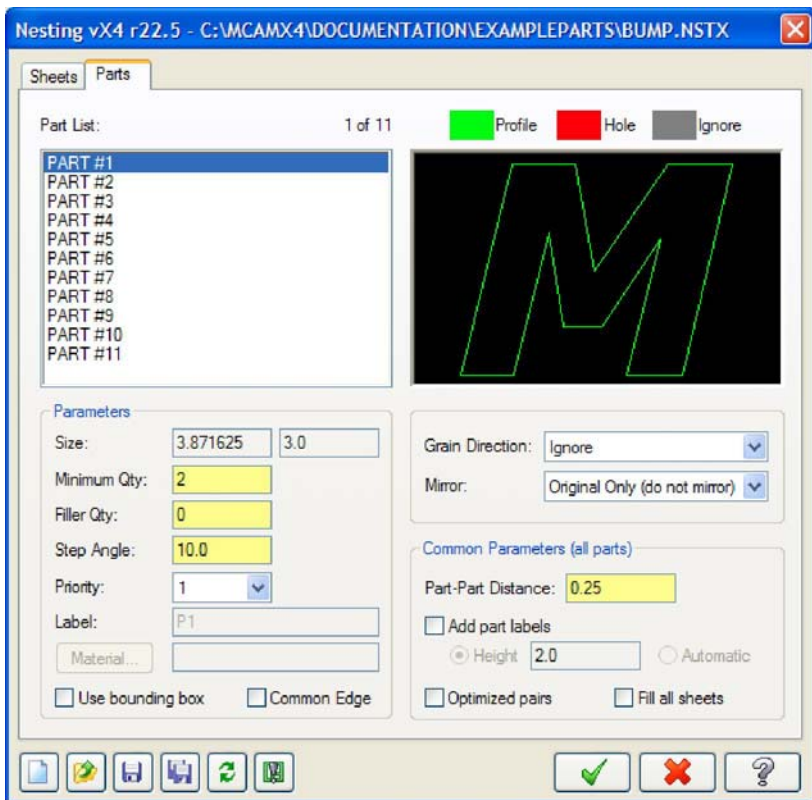 Nesting vX4 r22.5 - C:\MCAMX4\DOCUMENTATION\EXAMPLEPARTS\BUMP.NSTX
Sheets Parts
Part List: 1 of 11 Profile Hole Ignore
PART #1
PART #2
PART #3
PART #4
PART #5
PART #6
PART #7
PART #8
PART #9
PART #10
PART #11
Parameters
Size: 3.871625 3.0
Minimum Qty: 2
Filler Qty: 0
Step Angle: 10.0
Priority: 1
Label: P1
Material...
Use bounding box Common Edge
Grain Direction: Ignore
Mirror: Original Only (do not mirror)
Common Parameters (all parts)
Part-Part Distance: 0.25
Add part labels
Height 2.0 Automatic
Optimized pairs Fill all sheets